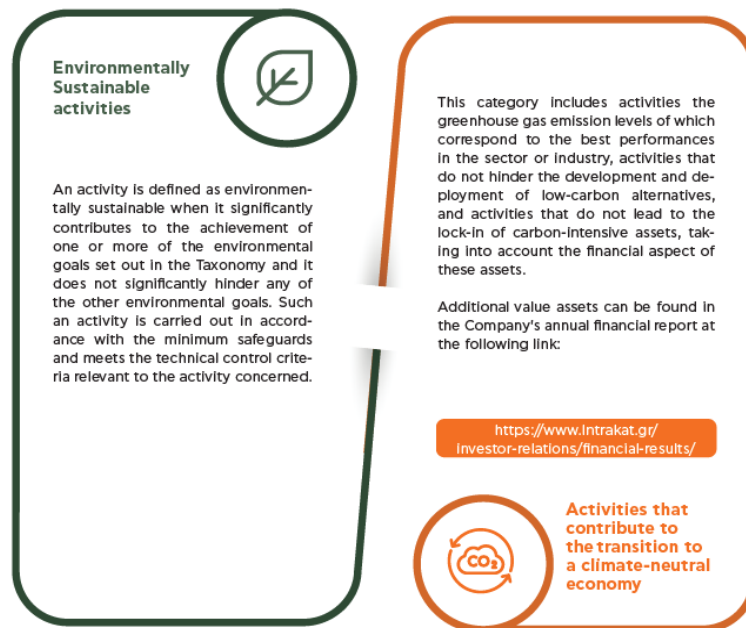 Environmentally
Sustainable
activities
An activity is defined as environmen-
tally sustainable when it significantly
contributes to the achievement of
one or more of the environmental
goals set out in the Taxonomy and it
does not significantly hinder any of
the other environmental goals. Such
an activity is carried out in accord-
ance with the minimum safeguards
and meets the technical control crite-
ria relevant to the activity concerned.
This category includes activities the
greenhouse gas emission levels of which
correspond to the best performances
in the sector or industry, activities that
do not hinder the development and de-
ployment of low-carbon alternatives,
and activities that do not lead to the
lock-in of carbon-intensive assets, tak-
ing into account the financial aspect of
these assets.
Additional value assets can be found in
the Company's annual financial report at
the following link:
https://www.intrakat.gr/
investor-relations/financial-results/
CO2
Activities that
contribute to
the transition to
a climate-neutral
economy